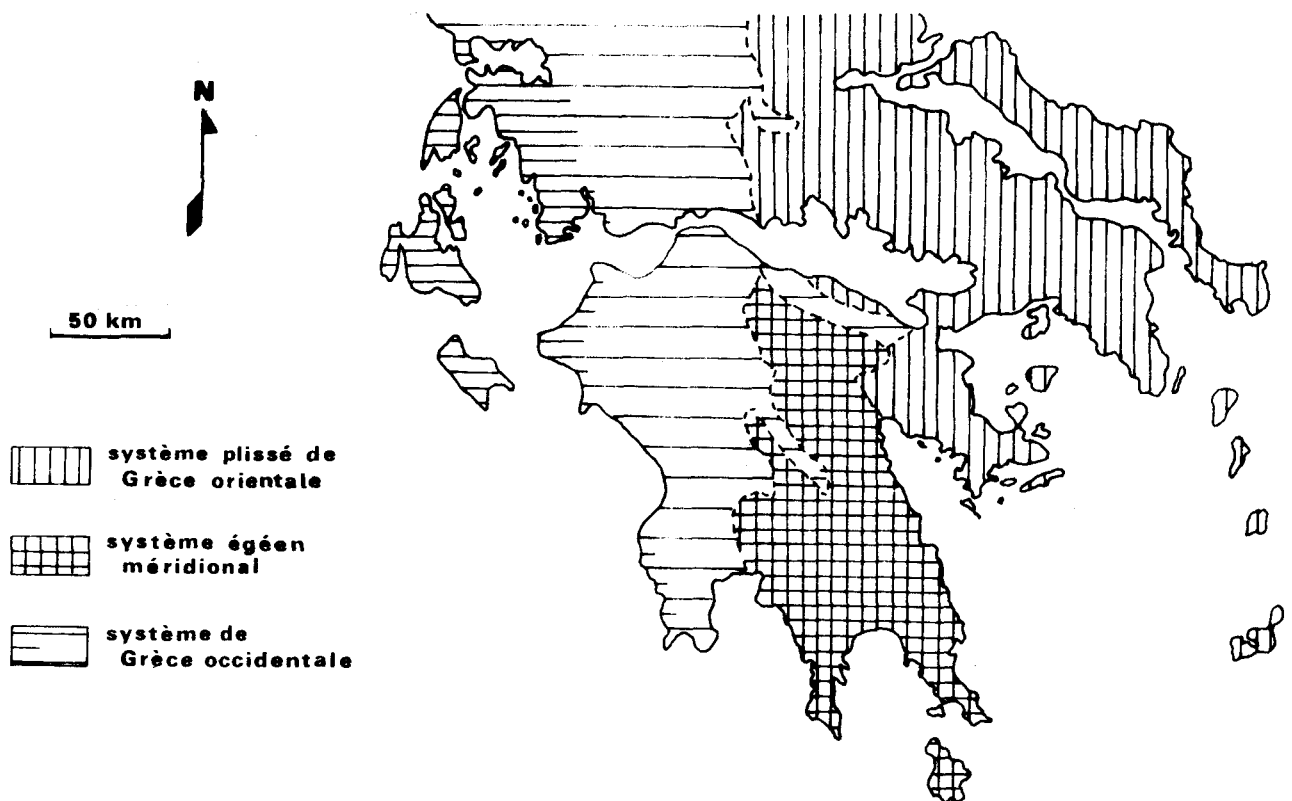 N
50 km
système plissé de
Grèce orientale
système égéen
méridional
système de
Grèce occidentale